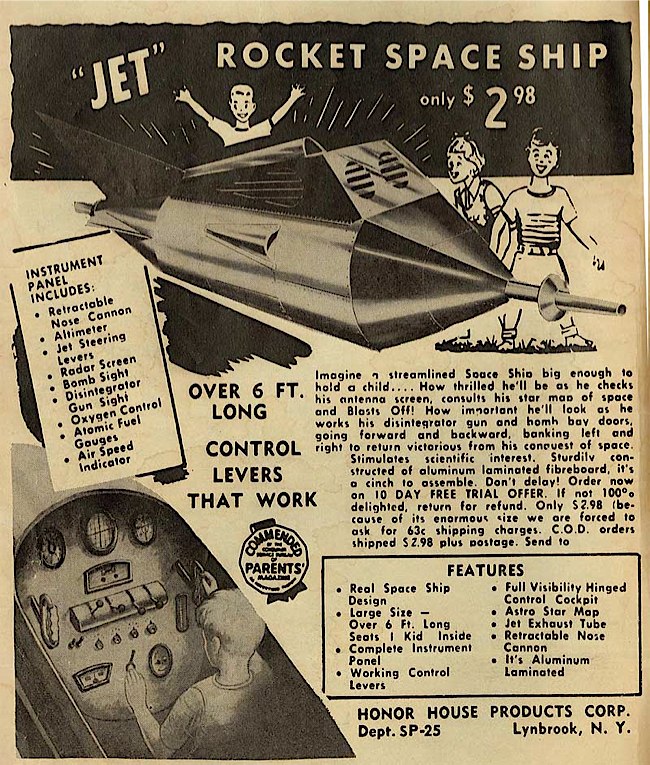 "JET"
ROCKET SPACE SHIP
only $2.98
INSTRUMENT
PANEL
INCLUDES:
• Retractable
Nose Cannon
• Altimeter
• Jet Steering
Levers
• Radar Screen
• Bomb Sight
• Disintegrator
Gun Sight
• Oxygen Control
• Atomic Fuel
Gauges
• Air Speed
Indicator
OVER 6 FT.
LONG
CONTROL
LEVERS
THAT WORK
Imagine a streamlined Space Ship big enough to
hold a child.... How thrilled he'll be as he checks
his antenna screen, consults his star map of space
and Blasts Off! How important he'll look as he
works his disintegrator gun and bomb bay doors,
going forward and backward, banking left and
right to return victorious from his conquest of space.
Stimulates scientific interest. Sturdily con-
structed of aluminum laminated fibreboard, it's
a cinch to assemble. Don't delay! Order now
on 10 DAY FREE TRIAL OFFER. If not 100%
delighted, return for refund. Only $2.98 (be-
cause of its enormous size we are forced to
ask for 63c shipping charges. C.O.D. orders
shipped $2.98 plus postage. Send to
COMMENDED
OF THE
CONSUMER
SERVICE BUREAU
OF
PARENTS'
MAGAZINE
FEATURES
• Real Space Ship
Design
• Large Size —
Over 6 Ft. Long
Seats 1 Kid Inside
• Complete Instrument
Panel
• Working Control
Levers
• Full Visibility Hinged
Control Cockpit
• Astro Star Map
• Jet Exhaust Tube
• Retractable Nose
Cannon
• It's Aluminum
Laminated
HONOR HOUSE PRODUCTS CORP.
Dept. SP-25 Lynbrook, N. Y.